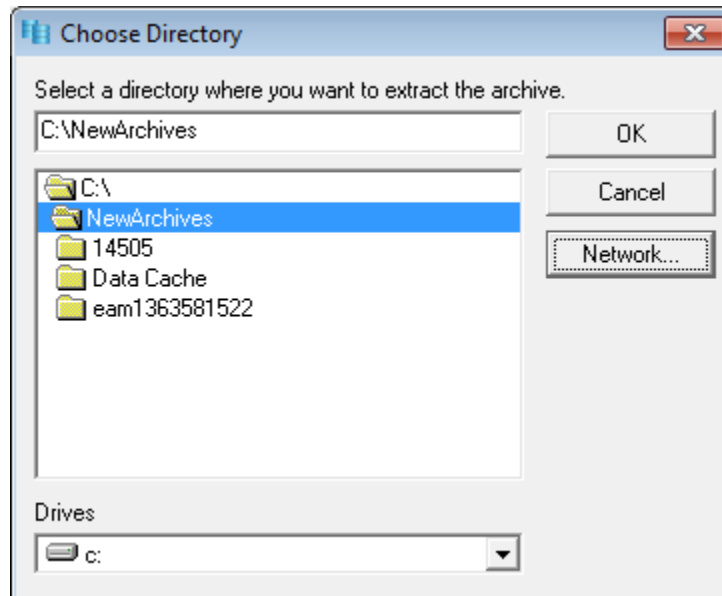 Choose Directory
Select a directory where you want to extract the archive.
C:\NewArchives
OK
C:\
Cancel
NewArchives
14505
Network...
Data Cache
eam1363581522
Drives
c: